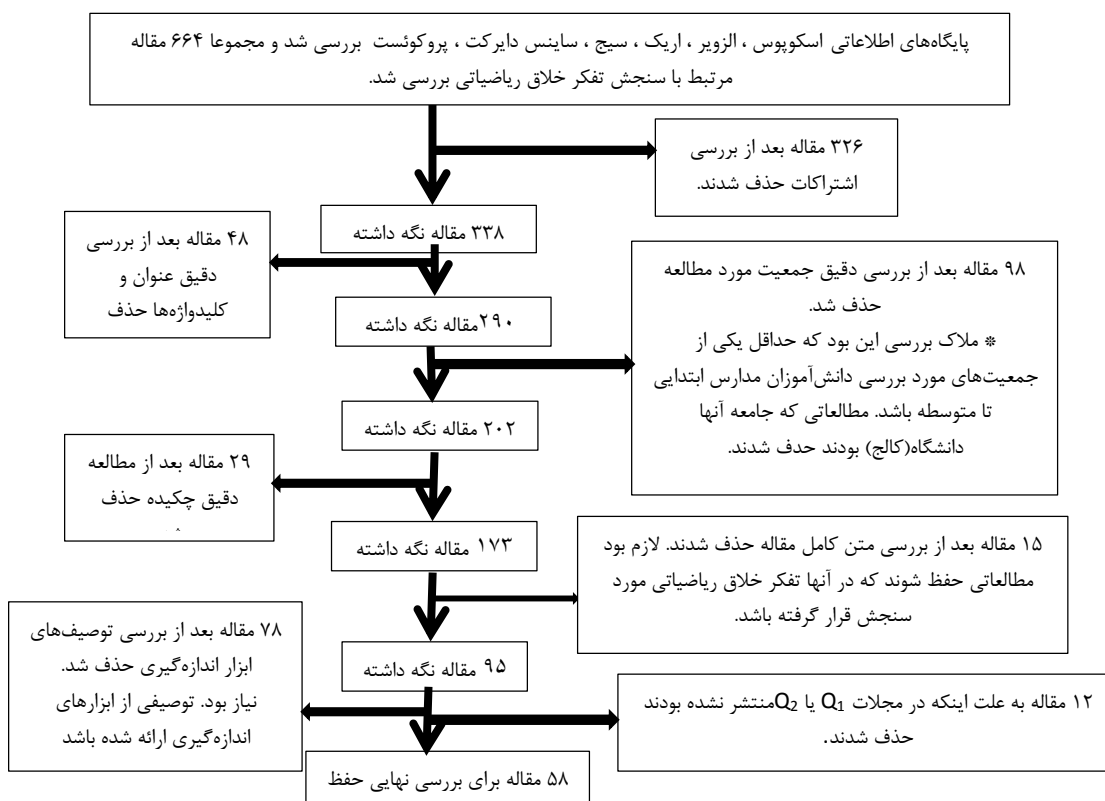 پایگاه‌های اطلاعاتی اسکوپوس ، الزویر ، اریک ، سیج ، ساینس دایرکت ، پروکوئست بررسی شد و مجموعا ۶۶۴ مقاله
مرتبط با سنجش تفکر خلاق ریاضیاتی بررسی شد.
۳۲۶ مقاله بعد از بررسی
اشتراکات حذف شدند.
۳۳۸ مقاله نگه داشته
۴۸ مقاله بعد از بررسی
دقیق عنوان و
کلیدواژه‌ها حذف
۲۹۰مقاله نگه داشته
۹۸ مقاله بعد از بررسی دقیق جمعیت مورد مطالعه
حذف شد.
* ملاک بررسی این بود که حداقل یکی از
جمعیت‌های مورد بررسی دانش‌آموزان مدارس ابتدایی
تا متوسطه باشد. مطالعاتی که جامعه آنها
دانشگاه(کالج) بودند حدف شدند.
۲۰۲ مقاله نگه داشته
۲۹ مقاله بعد از مطالعه
دقیق چکیده حذف
۱۷۳ مقاله نگه داشته
۱۵ مقاله بعد از بررسی متن کامل مقاله حذف شدند. لازم بود
مطالعاتی حفظ شوند که در آنها تفکر خلاق ریاضیاتی مورد
سنجش قرار گرفته باشد.
۹۵ مقاله نگه داشته
۷۸ مقاله بعد از بررسی توصیف‌های
ابزار اندازه‌گیری حذف شد.
نیاز بود. توصیفی از ابزارهای
اندازه‌گیری ارائه شده باشد
۱۲ مقاله به علت اینکه در مجلات Q₁ یا Q₂منتشر نشده بودند
حذف شدند.
۵۸ مقاله برای بررسی نهایی حفظ